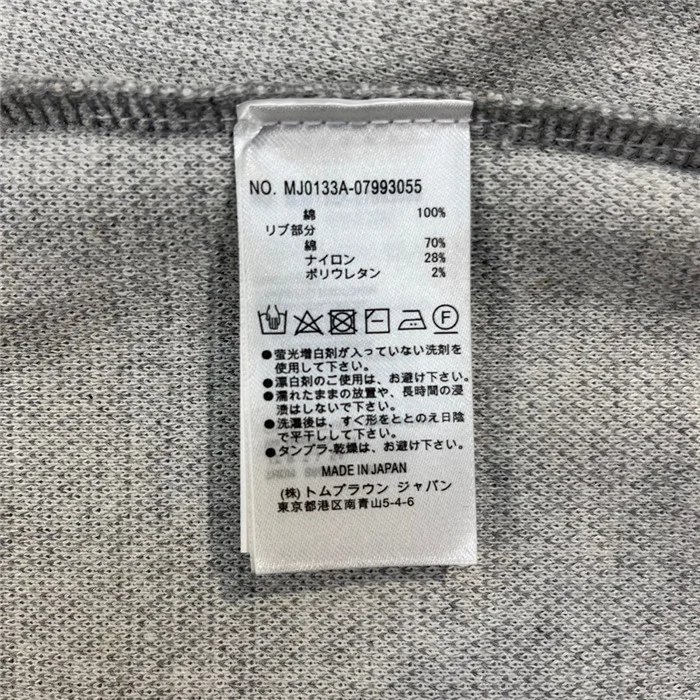 NO. MJ0133A-07993055
綿 100%
リブ部分
綿 70%
ナイロン 28%
ポリウレタン 2%
F
●蛍光増白剤が入っていない洗剤を
使用して下さい。
●漂白剤のご使用は、お避け下さい。
●濡れたままの放置や、長時間の浸
漬はしないで下さい。
●洗濯後は、すぐ形をととのえ日陰
で平干しして下さい。
●タンブラ-乾燥は、お避け下さい。
MADE IN JAPAN
(株)トムブラウン ジャパン
東京都港区南青山5-4-6